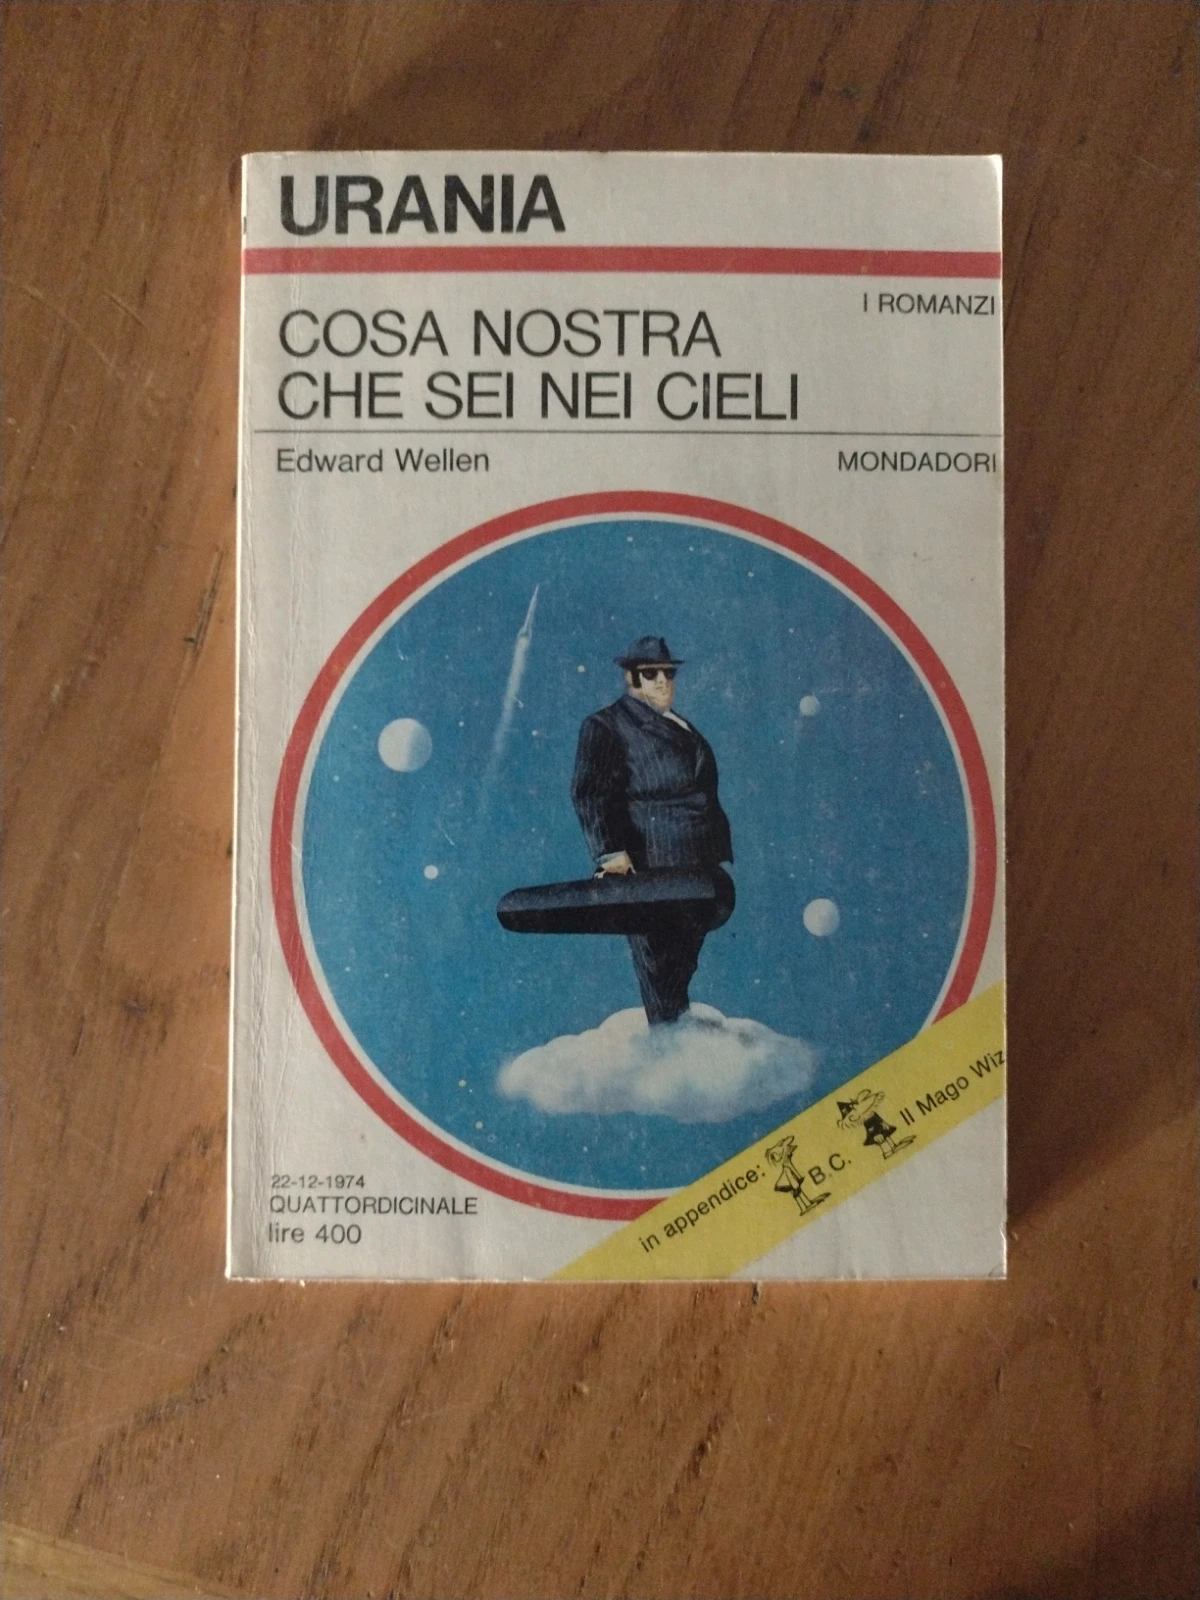 URANIA
I ROMANZI
COSA NOSTRA
CHE SEI NEI CIELI
Edward Wellen
MONDADORI
22-12-1974
QUATTORDICINALE
lire 400
in appendice: B.C. Il Mago Wiz